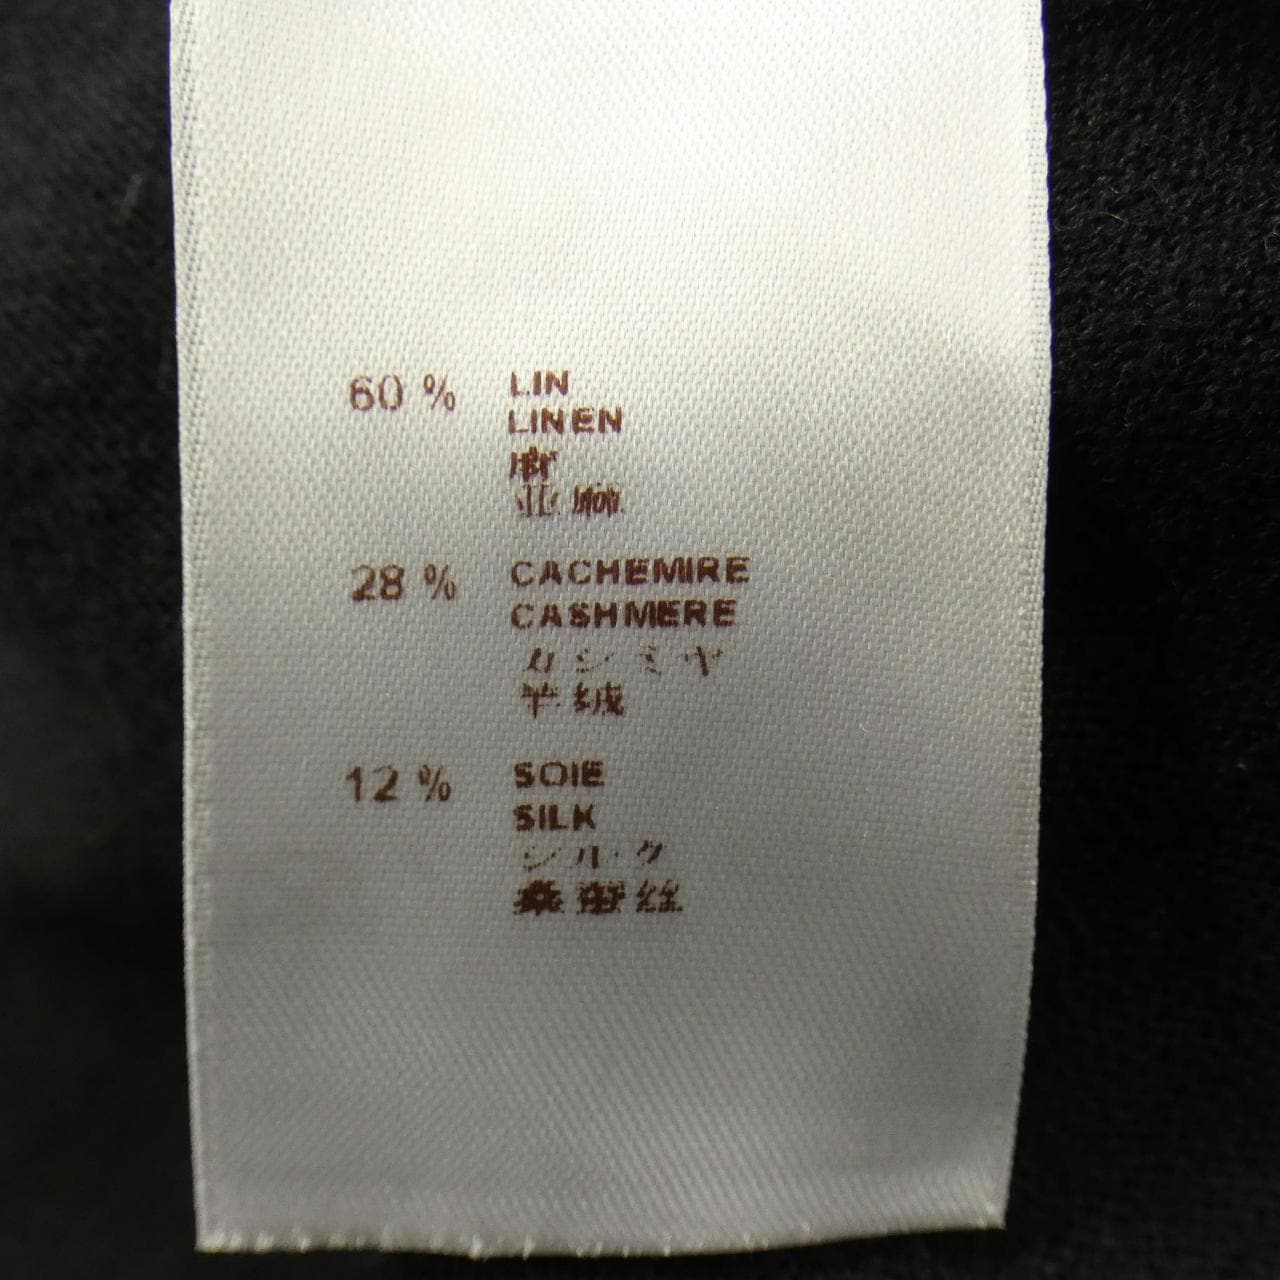 60 % LIN
LINEN
麻
亚麻
28 % CACHEMIRE
CASHMERE
カシミヤ
羊绒
12 % SOIE
SILK
シルク
桑蚕丝